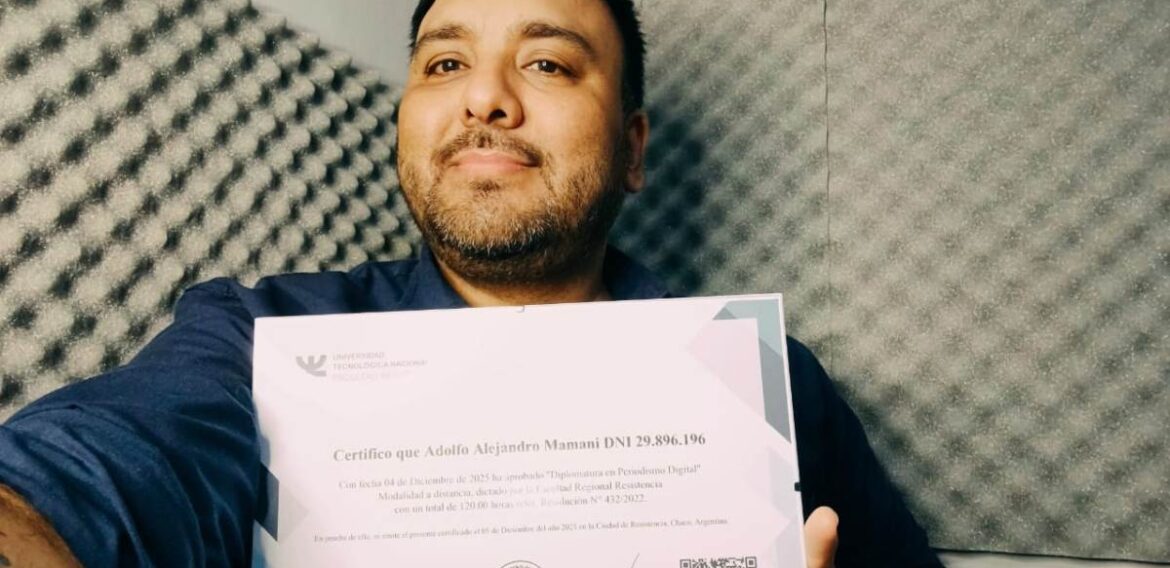 UNIVERSIDAD
TECNOLÓGICA NACIONAL
Certifico que Adolfo Alejandro Mamani DNI 29.896.196
Con fecha 04 de Diciembre de 2025 ha aprobado "Diplomatura en Periodismo Digital"
Modalidad a distancia, dictado por la Facultad Regional Resistencia
con un total de 120:00 horas reloj. Resolución N° 432/2022.
En prueba de ello, se emite el presente certificado el 05 de Diciembre del año 2025 en la Ciudad de Resistencia, Chaco, Argentina.